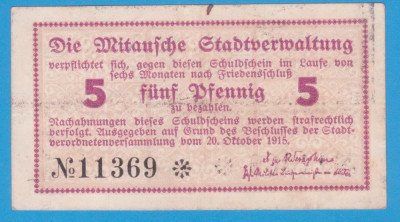 Die Mitausche Stadtverwaltung
verpflichtet sich, gegen diesen Schuldschein im Laufe von
sechs Monaten nach Friedensschluß
5 fünf Pfennig 5
zu bezahlen.
Nachahmungen dieses Schuldscheins werden strafrechtlich
verfolgt. Ausgegeben auf Grund des Beschlusses der Stadt-
verordnetenversammlung vom 20. Oktober 1915.
№11369 *